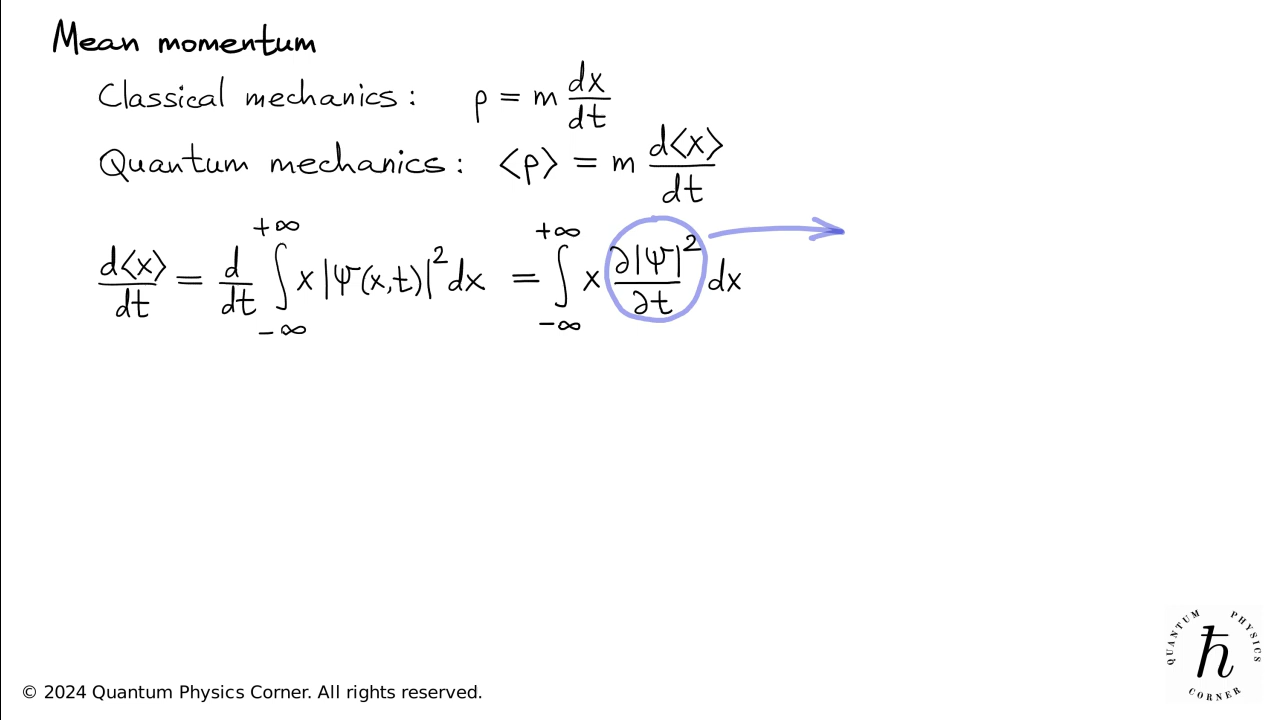 Mean momentum
Classical mechanics: p = m dx/dt
Quantum mechanics: ⟨p⟩ = m d⟨x⟩/dt
d⟨x⟩/dt = d/dt ∫_{-∞}^{+∞} x |Ψ(x,t)|² dx = ∫_{-∞}^{+∞} x ∂|Ψ|²/∂t dx
QUANTUM PHYSICS
ħ
CORNER
© 2024 Quantum Physics Corner. All rights reserved.